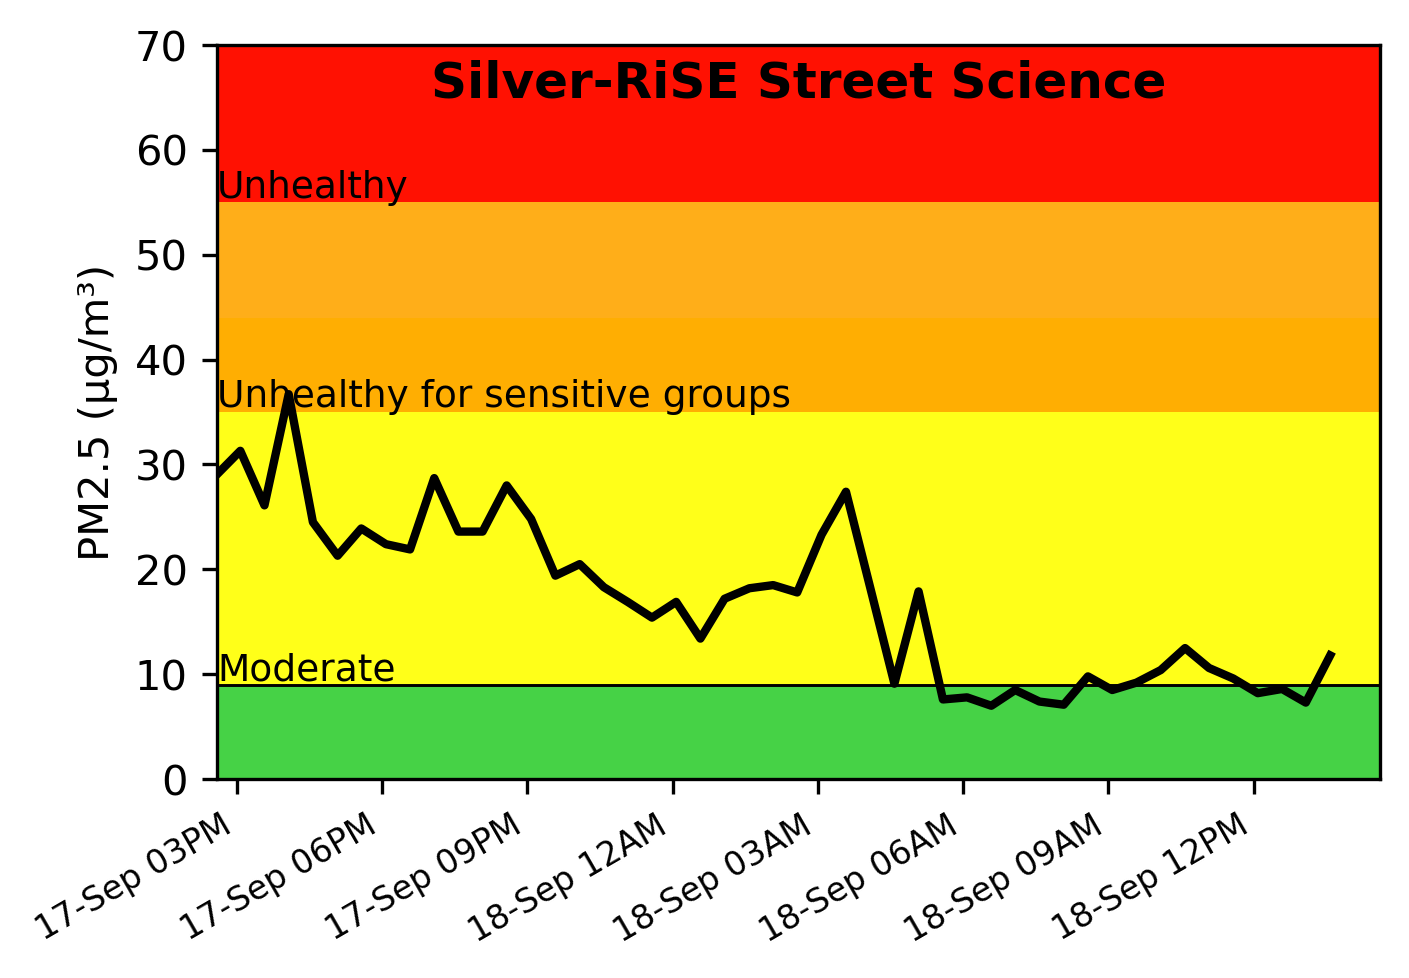 Silver-RiSE Street Science
70
60
50
40
30
20
10
0
PM2.5 (µg/m³)
Unhealthy
Unhealthy for sensitive groups
Moderate
17-Sep 03PM
17-Sep 06PM
17-Sep 09PM
18-Sep 12AM
18-Sep 03AM
18-Sep 06AM
18-Sep 09AM
18-Sep 12PM